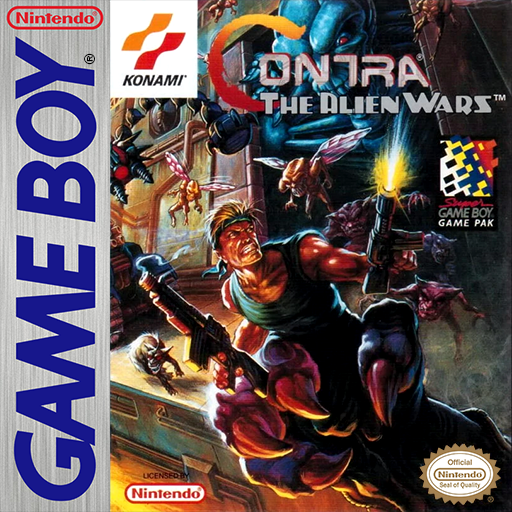 Nintendo®
GAME BOY®
KONAMI®
CONTRA®
THE ALIEN WARS™
Super
GAME BOY
GAME PAK
LICENSED BY
Nintendo
Official
Nintendo
Seal of Quality